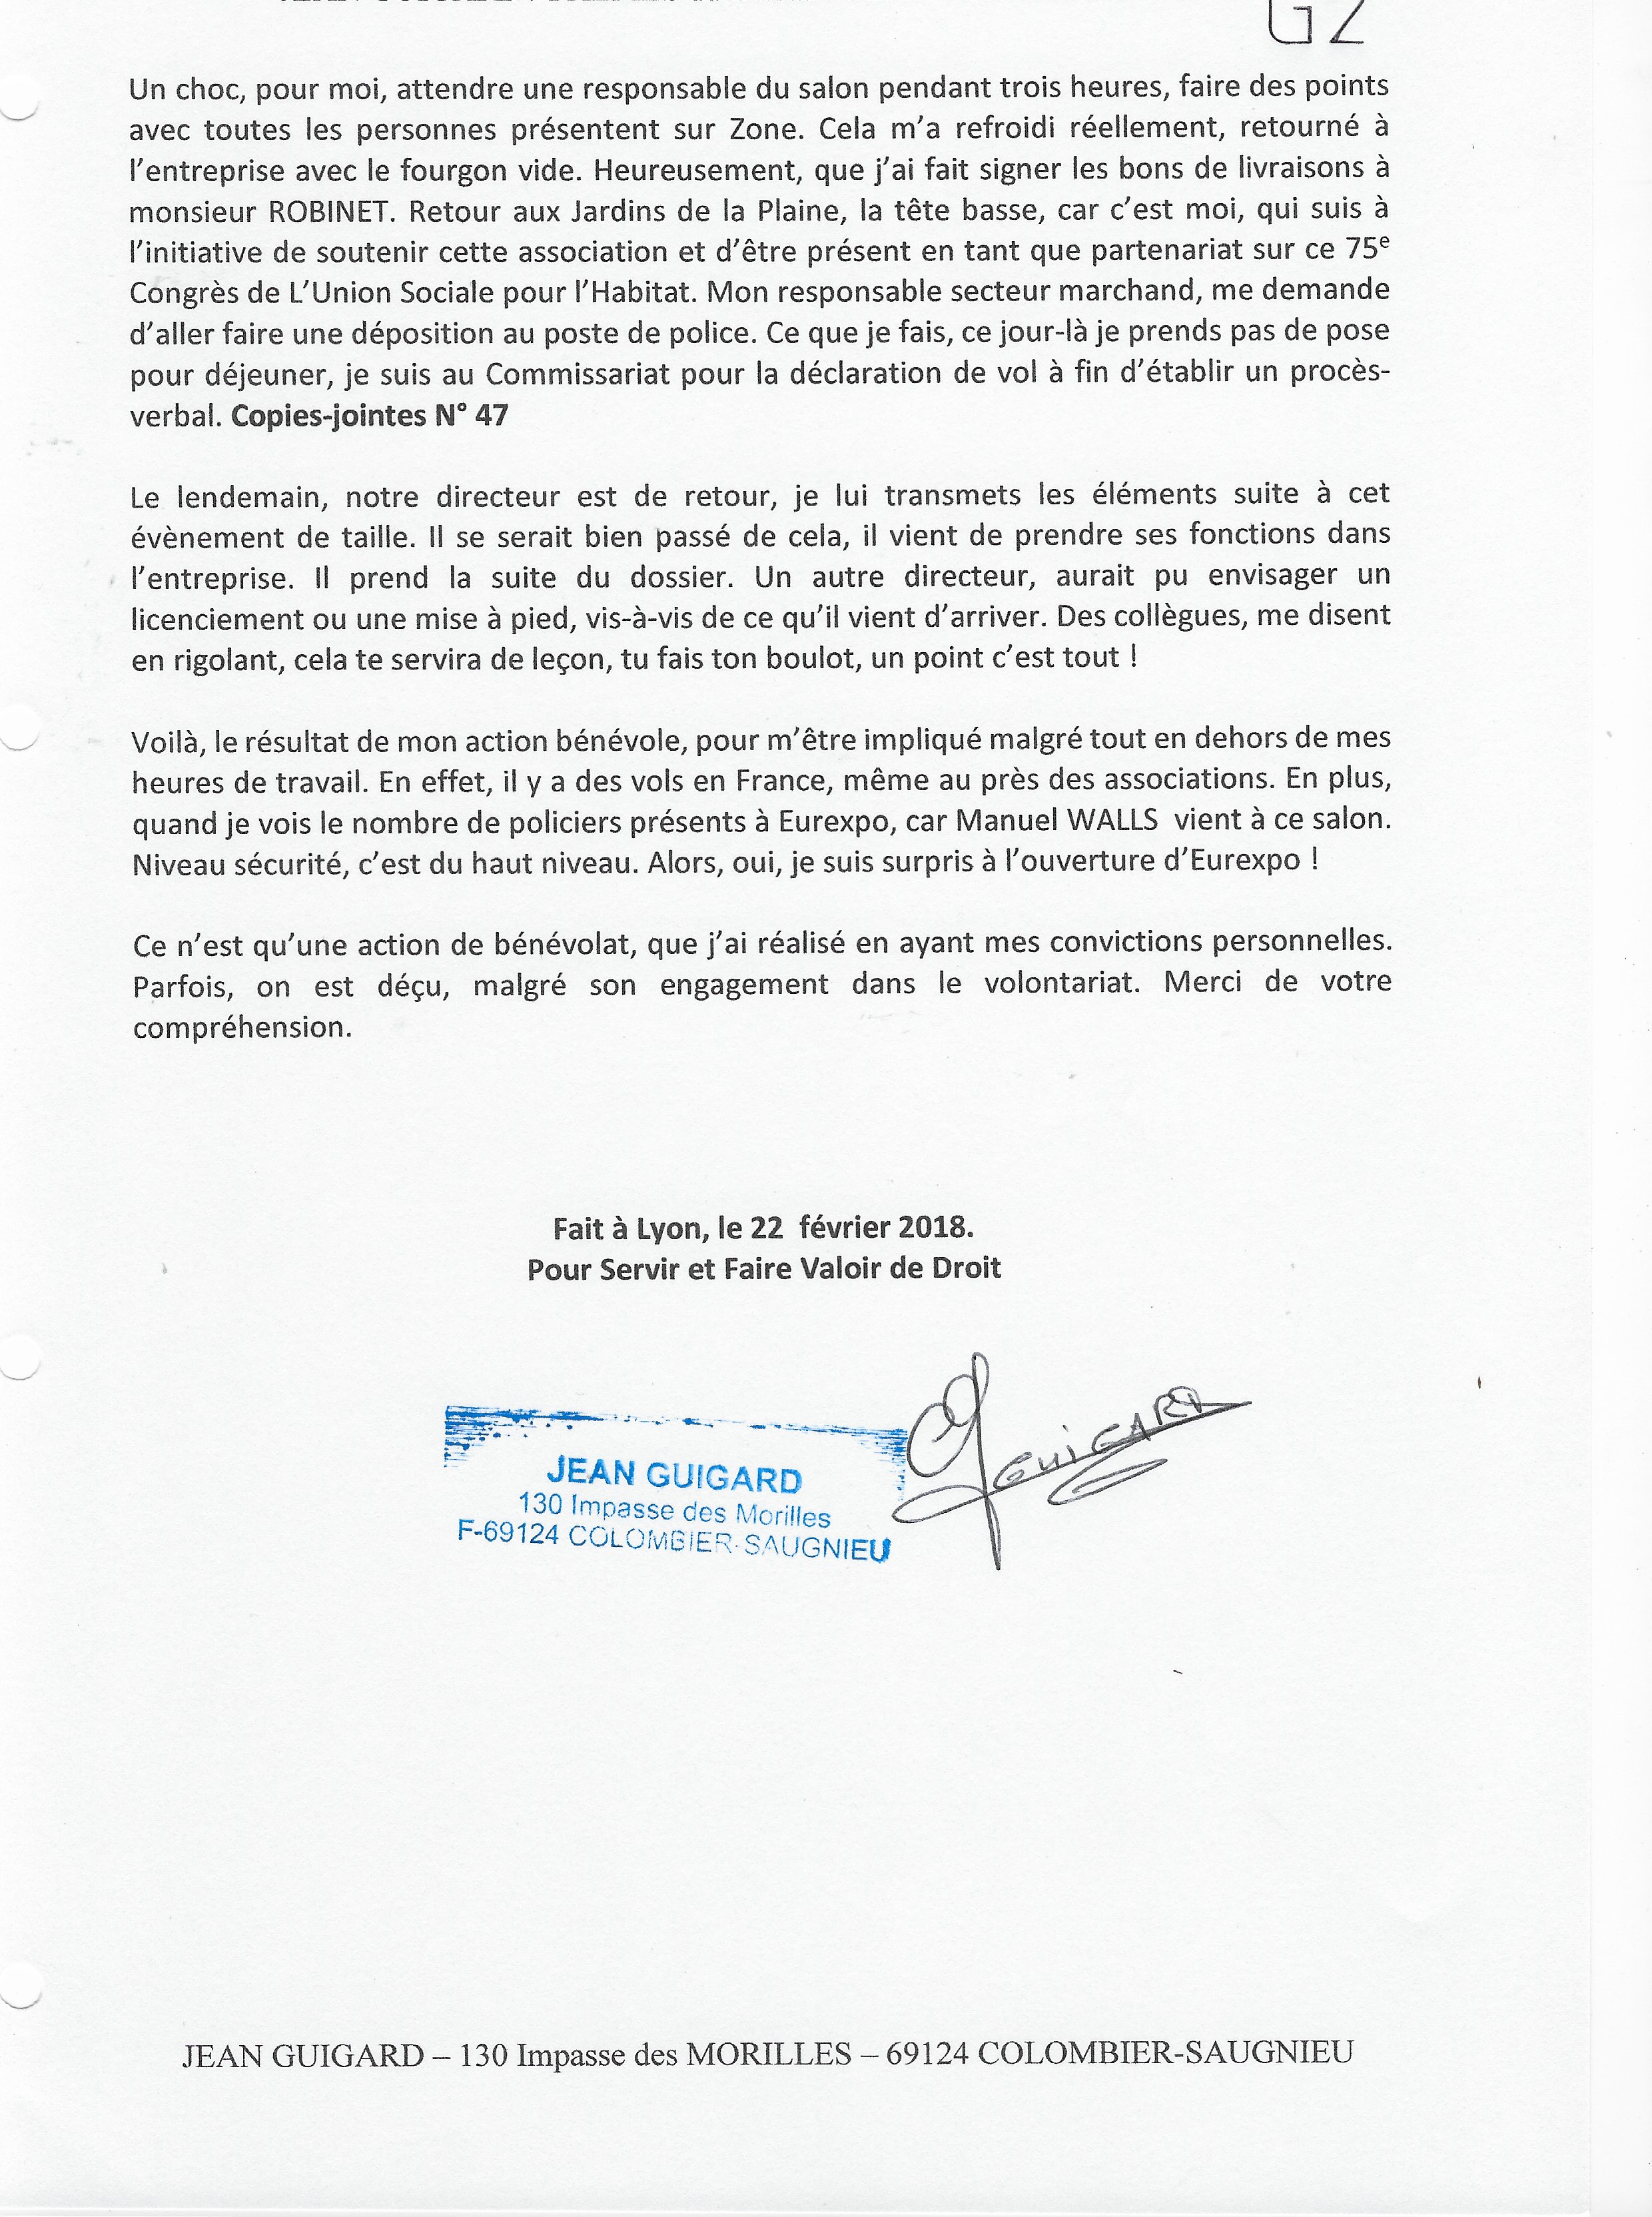 G2
Un choc, pour moi, attendre une responsable du salon pendant trois heures, faire des points
avec toutes les personnes présentent sur Zone. Cela m’a refroidi réellement, retourné à
l’entreprise avec le fourgon vide. Heureusement, que j’ai fait signer les bons de livraisons à
monsieur ROBINET. Retour aux Jardins de la Plaine, la tête basse, car c’est moi, qui suis à
l’initiative de soutenir cette association et d’être présent en tant que partenariat sur ce 75e
Congrès de L’Union Sociale pour l’Habitat. Mon responsable secteur marchand, me demande
d’aller faire une déposition au poste de police. Ce que je fais, ce jour-là je prends pas de pose
pour déjeuner, je suis au Commissariat pour la déclaration de vol à fin d’établir un procès-
verbal. Copies-jointes N° 47
Le lendemain, notre directeur est de retour, je lui transmets les éléments suite à cet
évènement de taille. Il se serait bien passé de cela, il vient de prendre ses fonctions dans
l’entreprise. Il prend la suite du dossier. Un autre directeur, aurait pu envisager un
licenciement ou une mise à pied, vis-à-vis de ce qu’il vient d’arriver. Des collègues, me disent
en rigolant, cela te servira de leçon, tu fais ton boulot, un point c’est tout !
Voilà, le résultat de mon action bénévole, pour m’être impliqué malgré tout en dehors de mes
heures de travail. En effet, il y a des vols en France, même au près des associations. En plus,
quand je vois le nombre de policiers présents à Eurexpo, car Manuel WALLS  vient à ce salon.
Niveau sécurité, c’est du haut niveau. Alors, oui, je suis surpris à l’ouverture d’Eurexpo !
Ce n’est qu’une action de bénévolat, que j’ai réalisé en ayant mes convictions personnelles.
Parfois, on est déçu, malgré son engagement dans le volontariat. Merci de votre
compréhension.
Fait à Lyon, le 22  février 2018.
Pour Servir et Faire Valoir de Droit
JEAN GUIGARD
130 Impasse des Morilles
F-69124 COLOMBIER-SAUGNIEU
GUIGARD
JEAN GUIGARD – 130 Impasse des MORILLES – 69124 COLOMBIER-SAUGNIEU